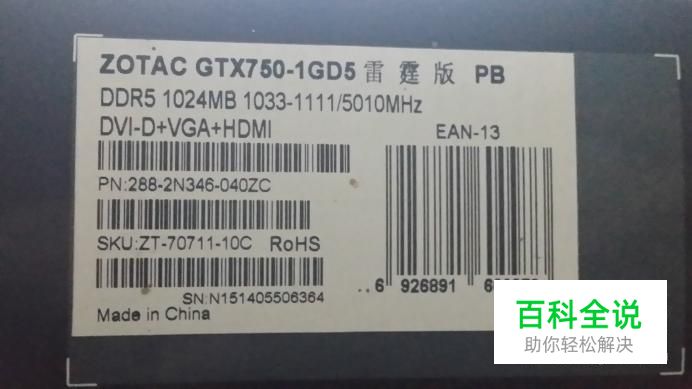 ZOTAC GTX750-1GD5 雷霆版 PB
DDR5 1024MB 1033-1111/5010MHz
DVI-D+VGA+HDMI
EAN-13
PN:288-2N346-040ZC
SKU:ZT-70711-10C RoHS
SN:N151405506364
6 926891
Made in China
百科全说
助你轻松解决